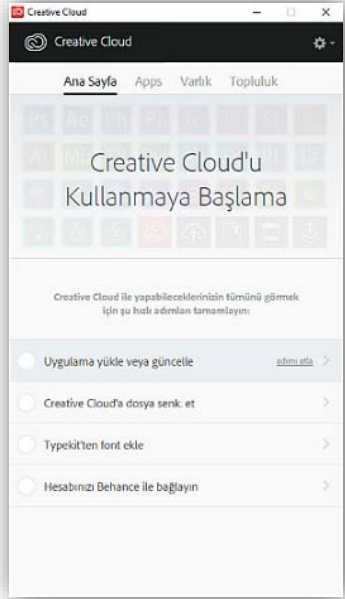 Creative Cloud
Creative Cloud
Ana Sayfa Apps Varlık Topluluk
Creative Cloud'u
Kullanmaya Başlama
Creative Cloud ile yapabileceklerinizin tümünü görmek
için şu hızlı adımları tamamlayın:
Uygulama yükle veya güncelle adımı atla
Creative Cloud'a dosya senk. et
Typekit'ten font ekle
Hesabınızı Behance ile bağlayın